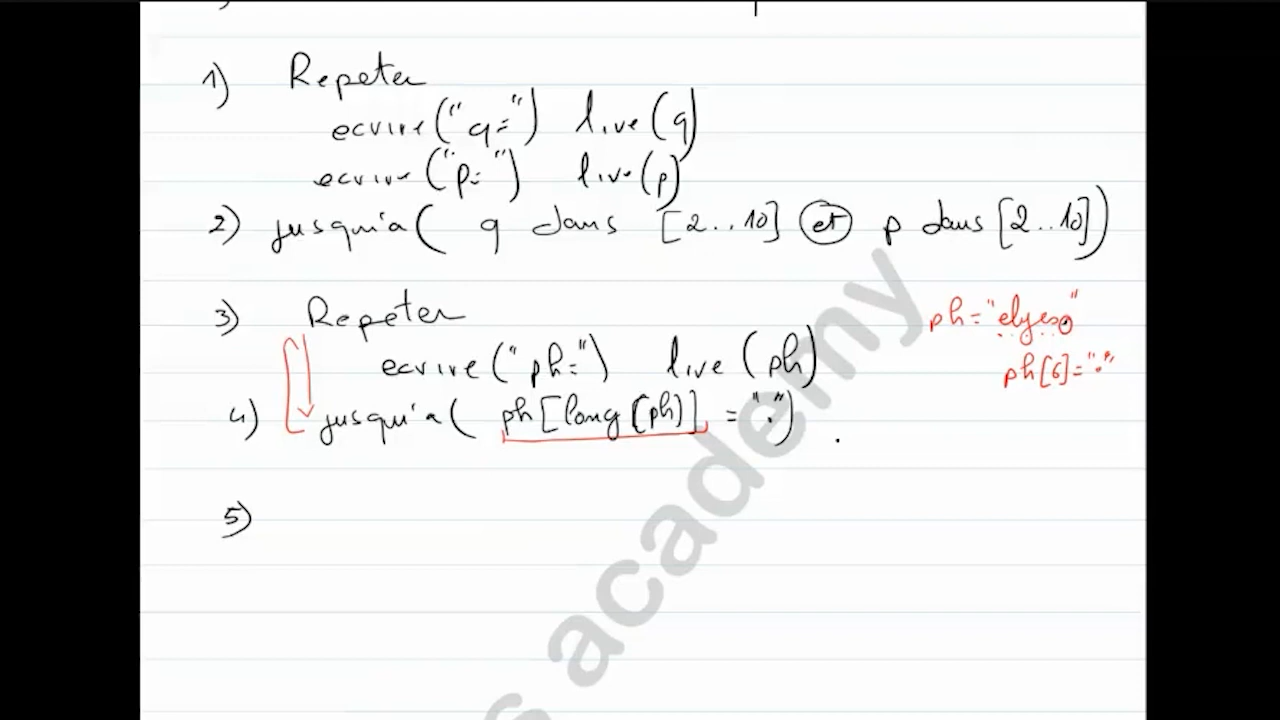 1) Repeter
ecrire("q=") lire(q)
ecrire("p=") lire(p)
2) jusqu'a( q dans [2..10] et p dans [2..10])
3) Repeter
ecrire("ph=") lire(ph)
4) jusqu'a( ph[long(ph)] = ".")
ph="elyes."
ph[6]="."
5)
s academy